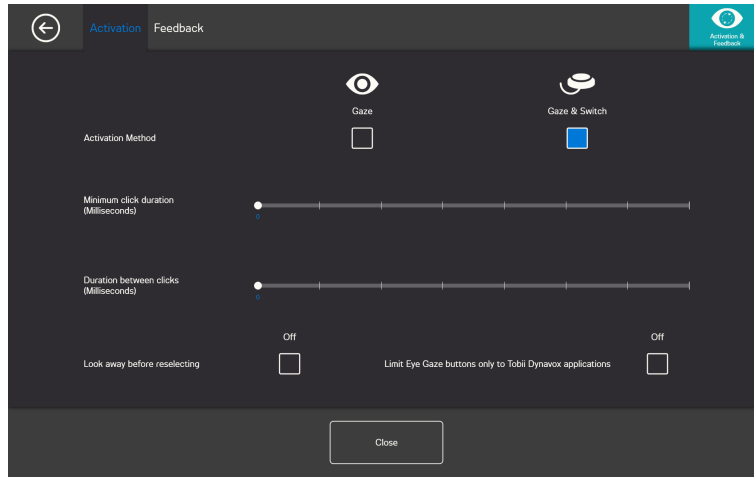 Activation Feedback
Activation &
Feedback
Gaze
Gaze & Switch
Activation Method
Minimum click duration
(Milliseconds)
0
Duration between clicks
(Milliseconds)
0
Off
Off
Look away before reselecting
Limit Eye Gaze buttons only to Tobii Dynavox applications
Close